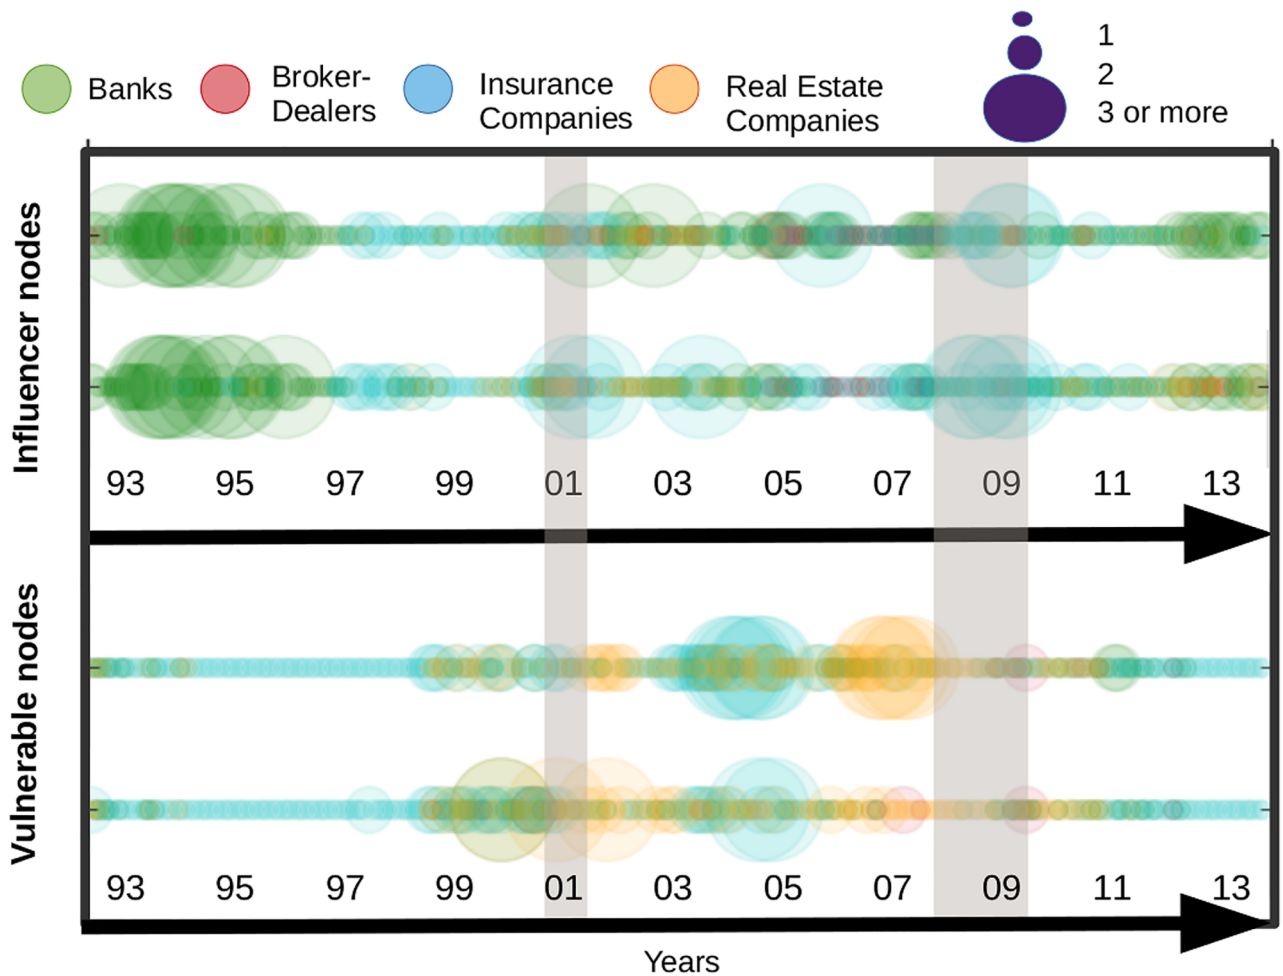 Banks
Broker-
Dealers
Insurance
Companies
Real Estate
Companies
1
2
3 or more
Influencer nodes
93 95 97 99 01 03 05 07 09 11 13
Vulnerable nodes
93 95 97 99 01 03 05 07 09 11 13
Years